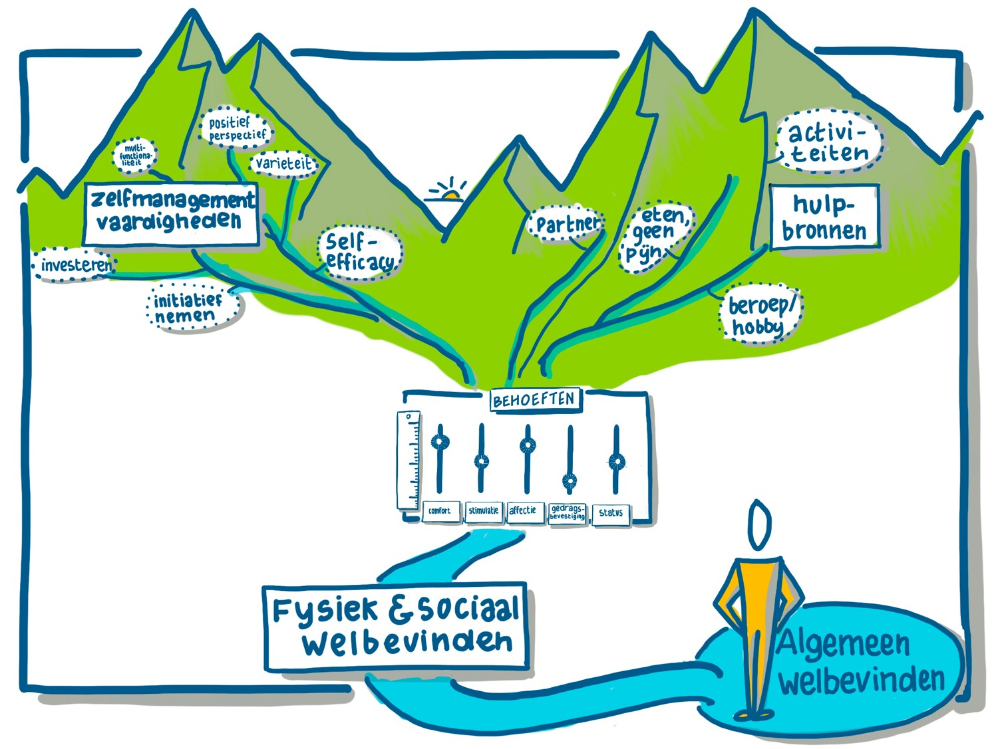 positief
perspectief
multi-
functiona-
liteit
varieteit
zelfmanagement
vaardigheden
investeren
initiatief
nemen
Self-
efficacy
Partner
eten,
geen
pijn
activi-
teiten
hulp-
bronnen
beroep/
hobby
BEHOEFTEN
0
comfort
stimulatie
affectie
gedrags-
bevestiging
status
Fysiek & sociaal
welbevinden
Algemeen
welbevinden